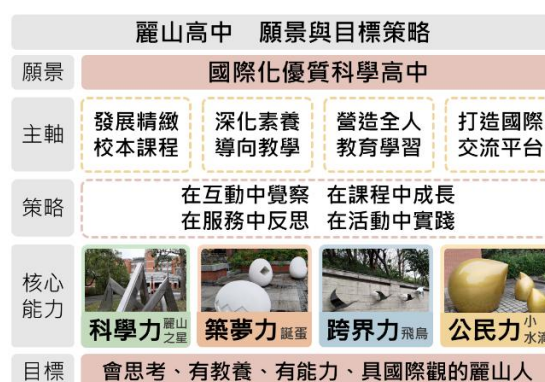 麗山高中 願景與目標策略
願景
國際化優質科學高中
主軸
發展精緻
校本課程
深化素養
導向教學
營造全人
教育學習
打造國際
交流平台
策略
在互動中覺察 在課程中成長
在服務中反思 在活動中實踐
核心
能力
科學力 麗山之星
築夢力 誕蛋
跨界力 飛鳥
公民力 小水滴
目標
會思考、有教養、有能力、具國際觀的麗山人